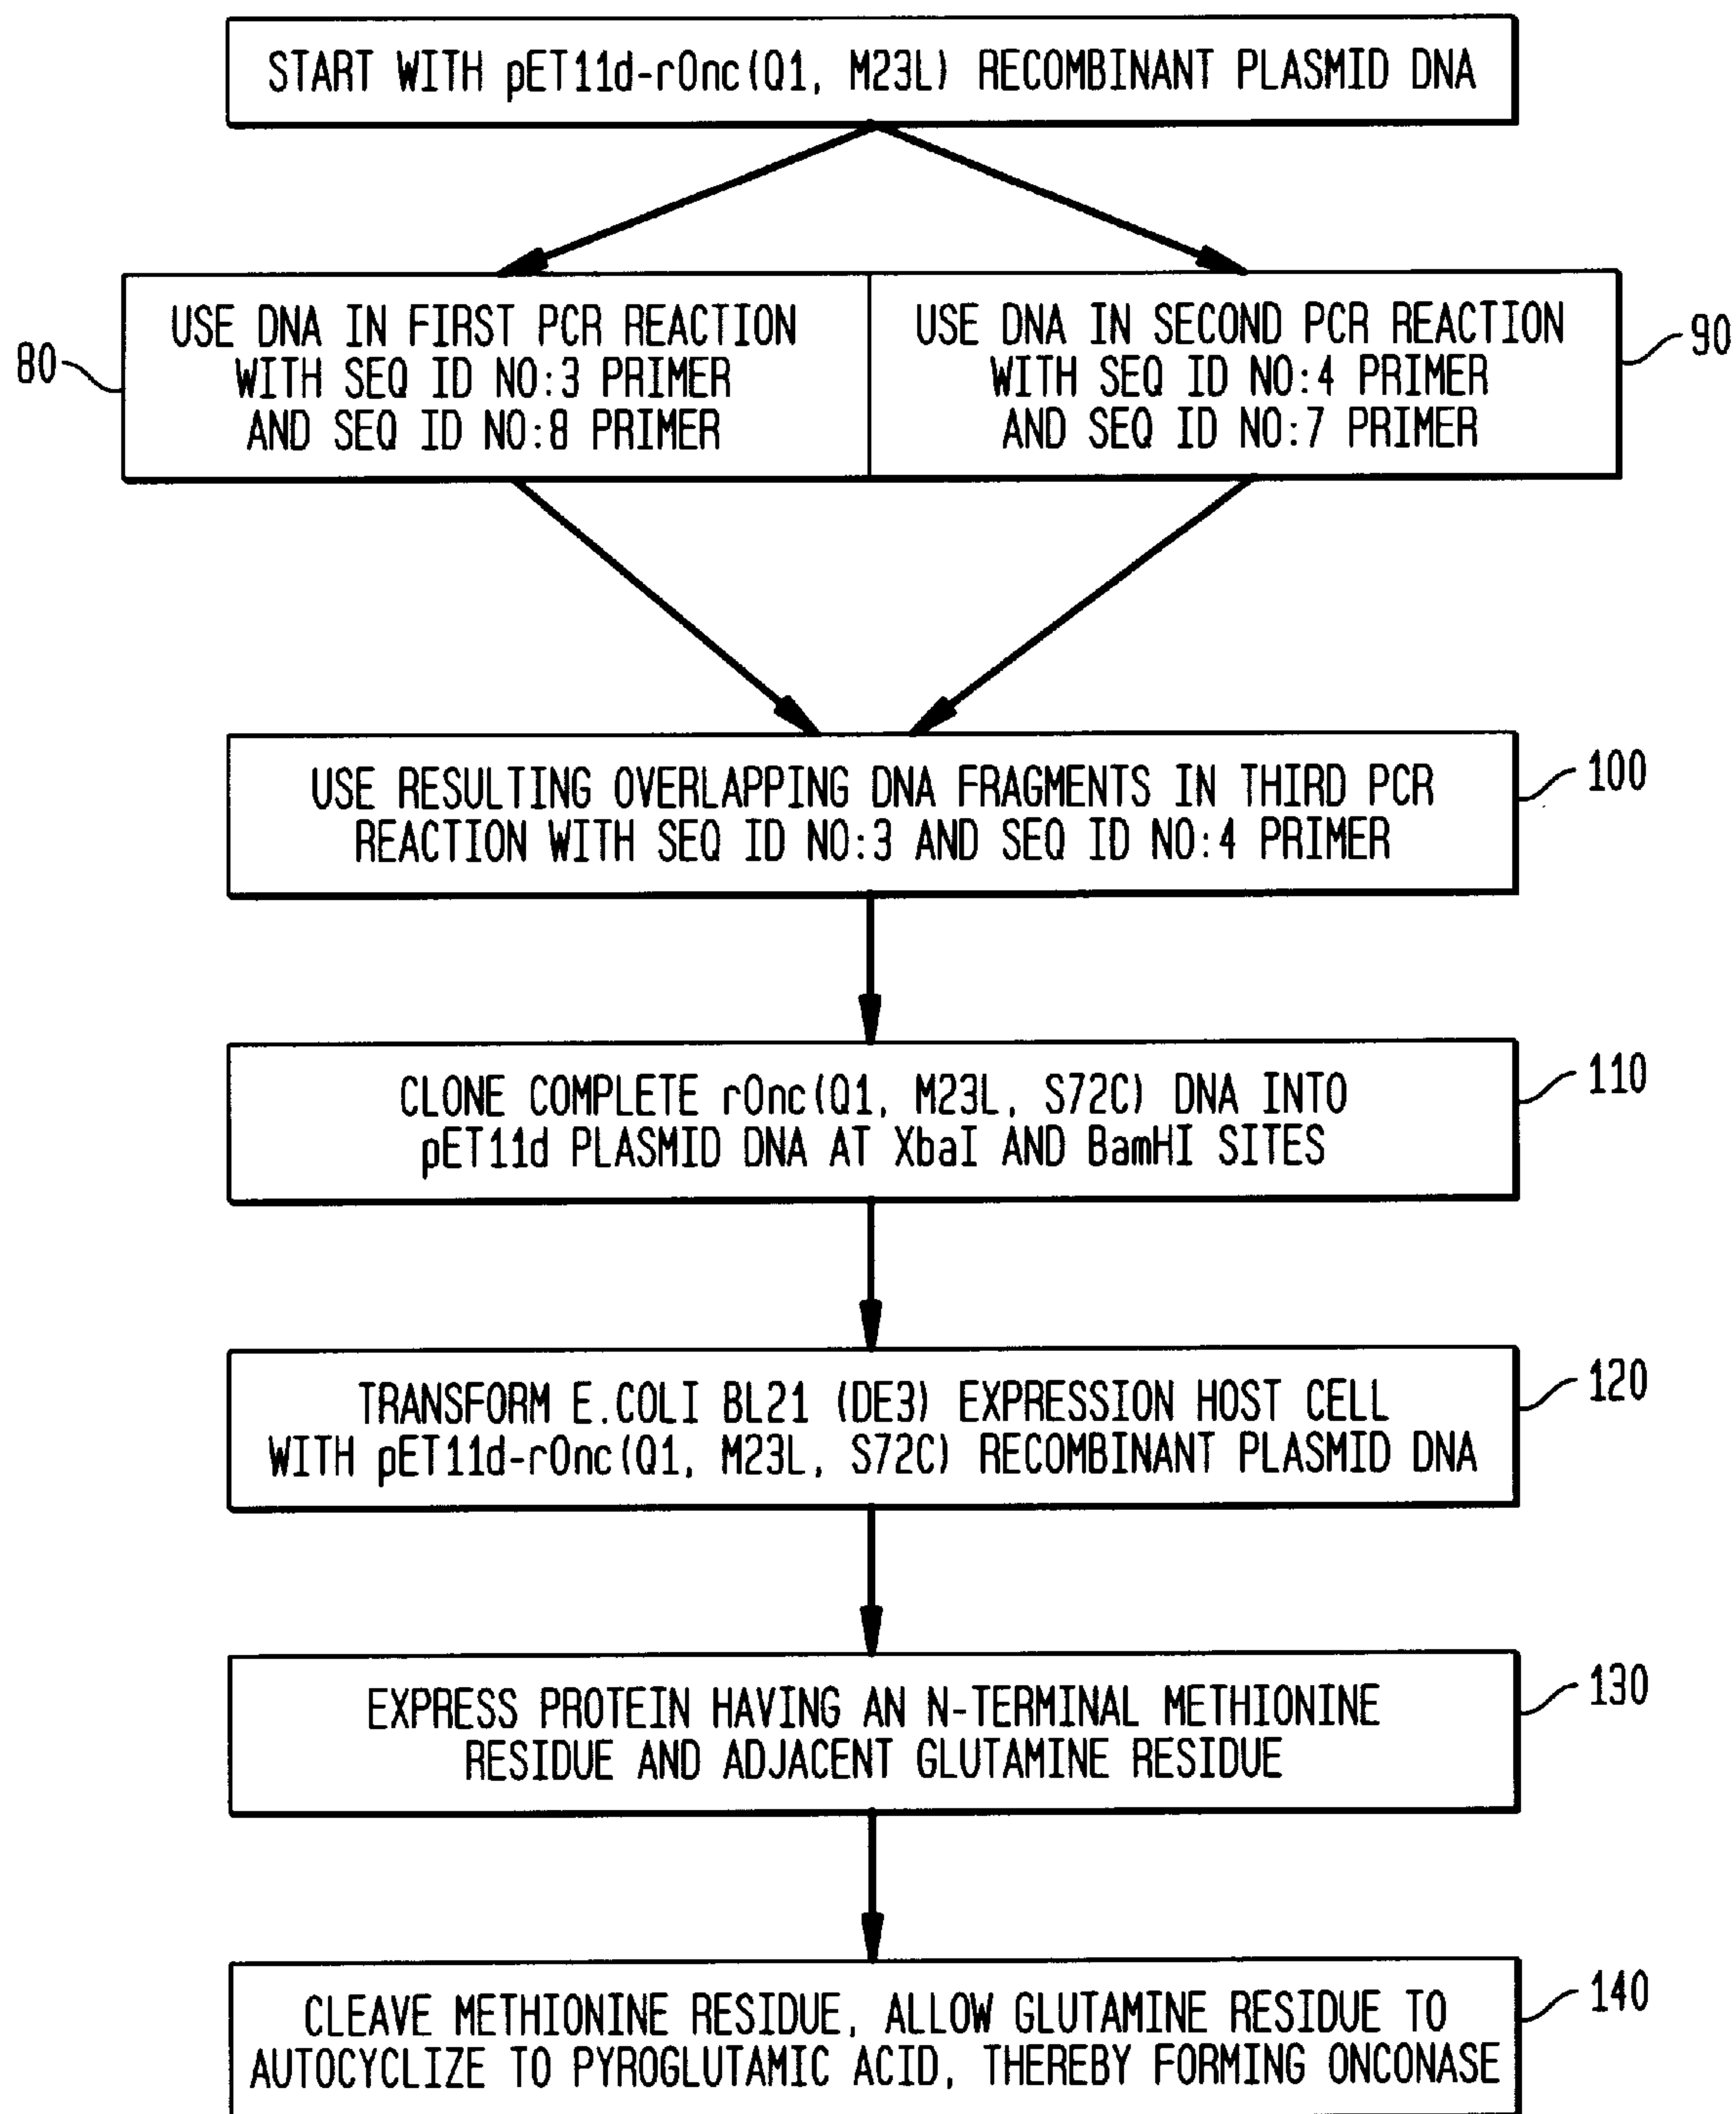 START WITH pET11d-rOnc(Q1, M23L) RECOMBINANT PLASMID DNA
80
USE DNA IN FIRST PCR REACTION
WITH SEQ ID NO:3 PRIMER
AND SEQ ID NO:8 PRIMER
USE DNA IN SECOND PCR REACTION
WITH SEQ ID NO:4 PRIMER
AND SEQ ID NO:7 PRIMER
90
USE RESULTING OVERLAPPING DNA FRAGMENTS IN THIRD PCR
REACTION WITH SEQ ID NO:3 AND SEQ ID NO:4 PRIMER
100
CLONE COMPLETE rOnc(Q1, M23L, S72C) DNA INTO
pET11d PLASMID DNA AT XbaI AND BamHI SITES
110
TRANSFORM E.COLI BL21 (DE3) EXPRESSION HOST CELL
WITH pET11d-rOnc(Q1, M23L, S72C) RECOMBINANT PLASMID DNA
120
EXPRESS PROTEIN HAVING AN N-TERMINAL METHIONINE
RESIDUE AND ADJACENT GLUTAMINE RESIDUE
130
CLEAVE METHIONINE RESIDUE, ALLOW GLUTAMINE RESIDUE TO
AUTOCYCLIZE TO PYROGLUTAMIC ACID, THEREBY FORMING ONCONASE
140